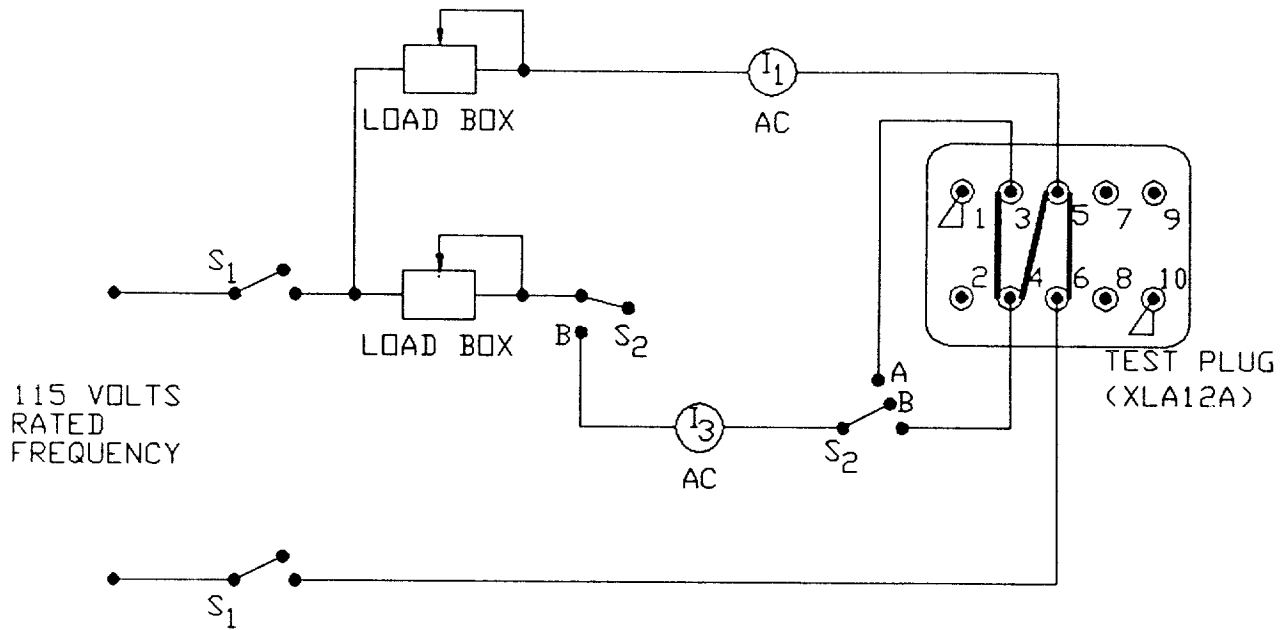 I1
AC
LOAD BOX
1 3 5 7 9
2 4 6 8 10
S1
LOAD BOX
B
S2
TEST PLUG
(XLA12A)
A
B
115 VOLTS
RATED
FREQUENCY
I3
AC
S2
S1